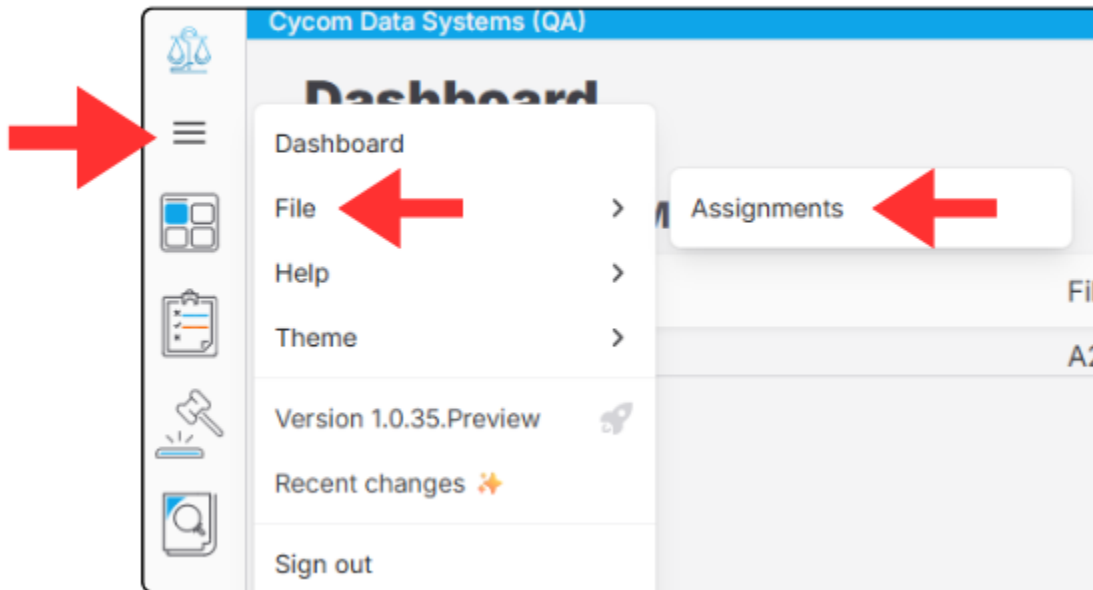 Cycom Data Systems (QA)
Dashboard
Dashboard
File
Assignments
Help
Theme
Version 1.0.35.Preview
Recent changes ✨
Sign out